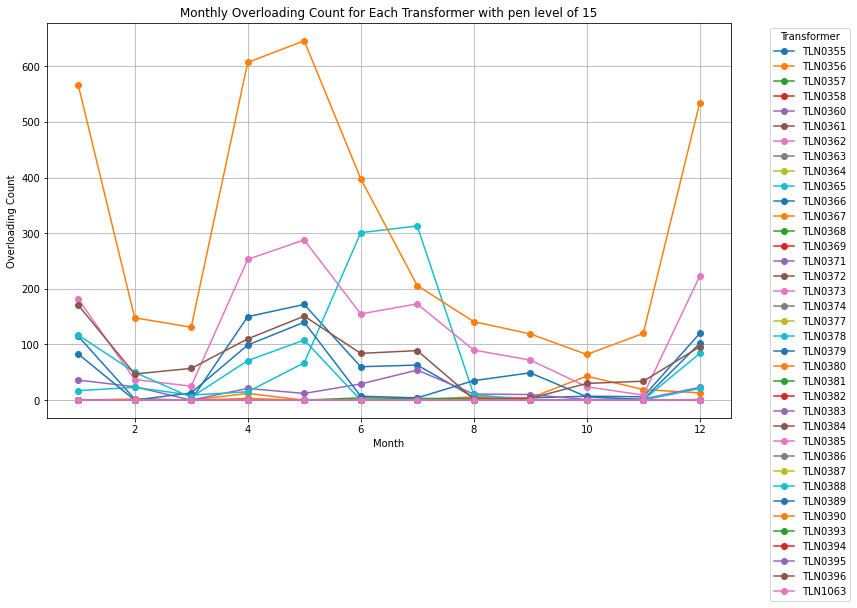 Monthly Overloading Count for Each Transformer with pen level of 15
Overloading Count
600
500
400
300
200
100
0
2
4
6
8
10
12
Month
Transformer
TLN0355
TLN0356
TLN0357
TLN0358
TLN0360
TLN0361
TLN0362
TLN0363
TLN0364
TLN0365
TLN0366
TLN0367
TLN0368
TLN0369
TLN0371
TLN0372
TLN0373
TLN0374
TLN0377
TLN0378
TLN0379
TLN0380
TLN0381
TLN0382
TLN0383
TLN0384
TLN0385
TLN0386
TLN0387
TLN0388
TLN0389
TLN0390
TLN0393
TLN0394
TLN0395
TLN0396
TLN1063